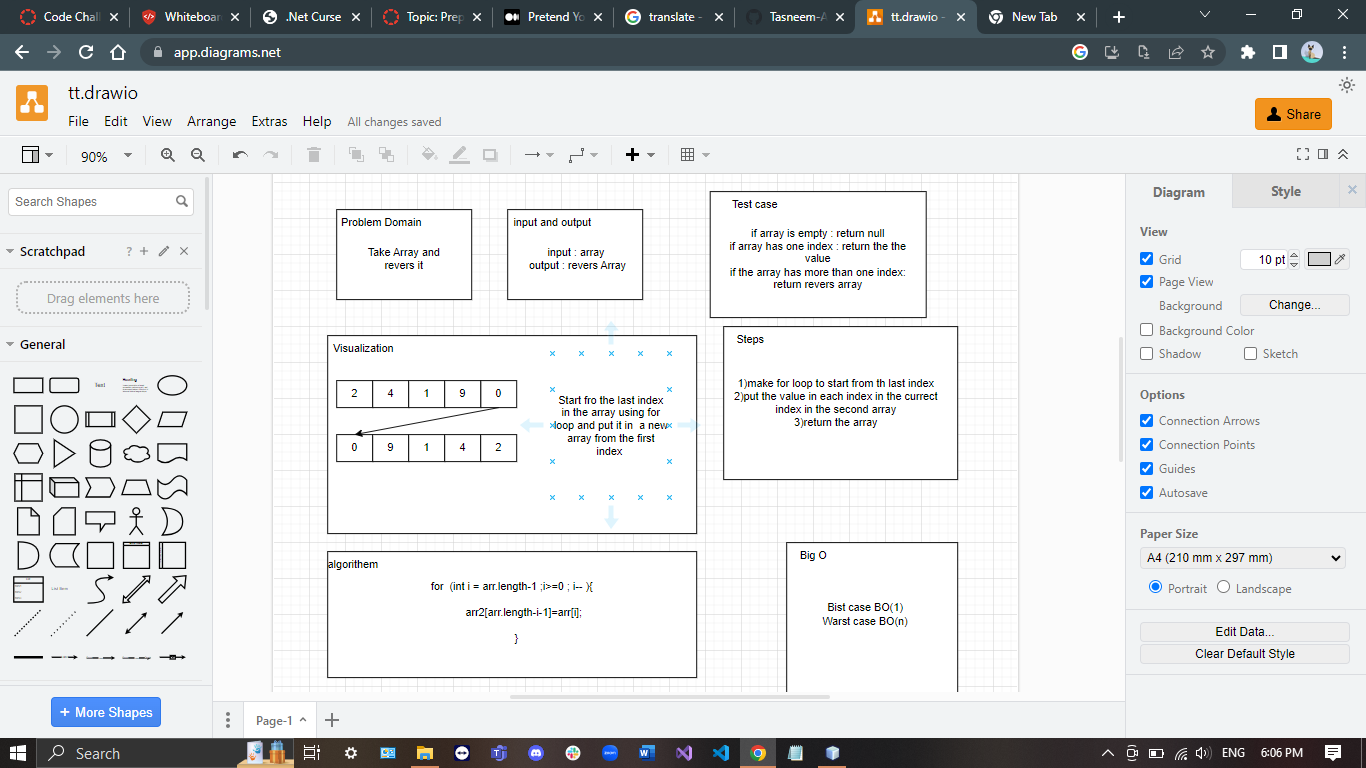 Code Chall
Whiteboar
.Net Curse
Topic: Prep
Pretend Yo
translate -
Tasneem-A
tt.drawio -
New Tab
app.diagrams.net
tt.drawio
File Edit View Arrange Extras Help All changes saved
Share
90%
Search Shapes
Scratchpad
?
Drag elements here
General
Text
Heading
List Item
+ More Shapes
Problem Domain
Take Array and
revers it
input and output
input : array
output : revers Array
Test case
if array is empty : return null
if array has one index : return the the
value
if the array has more than one index:
return revers array
Visualization
2 4 1 9 0
0 9 1 4 2
Start fro the last index
in the array using for
loop and put it in a new
array from the first
index
Steps
1)make for loop to start from th last index
2)put the value in each index in the currect
index in the second array
3)return the array
algorithem
for (int i = arr.length-1 ;i>=0 ; i-- ){
arr2[arr.length-i-1]=arr[i];
}
Big O
Bist case BO(1)
Warst case BO(n)
Page-1
Diagram
Style
View
Grid
10 pt
Page View
Background
Change...
Background Color
Shadow
Sketch
Options
Connection Arrows
Connection Points
Guides
Autosave
Paper Size
A4 (210 mm x 297 mm)
Portrait
Landscape
Edit Data...
Clear Default Style
Search
ENG
6:06 PM